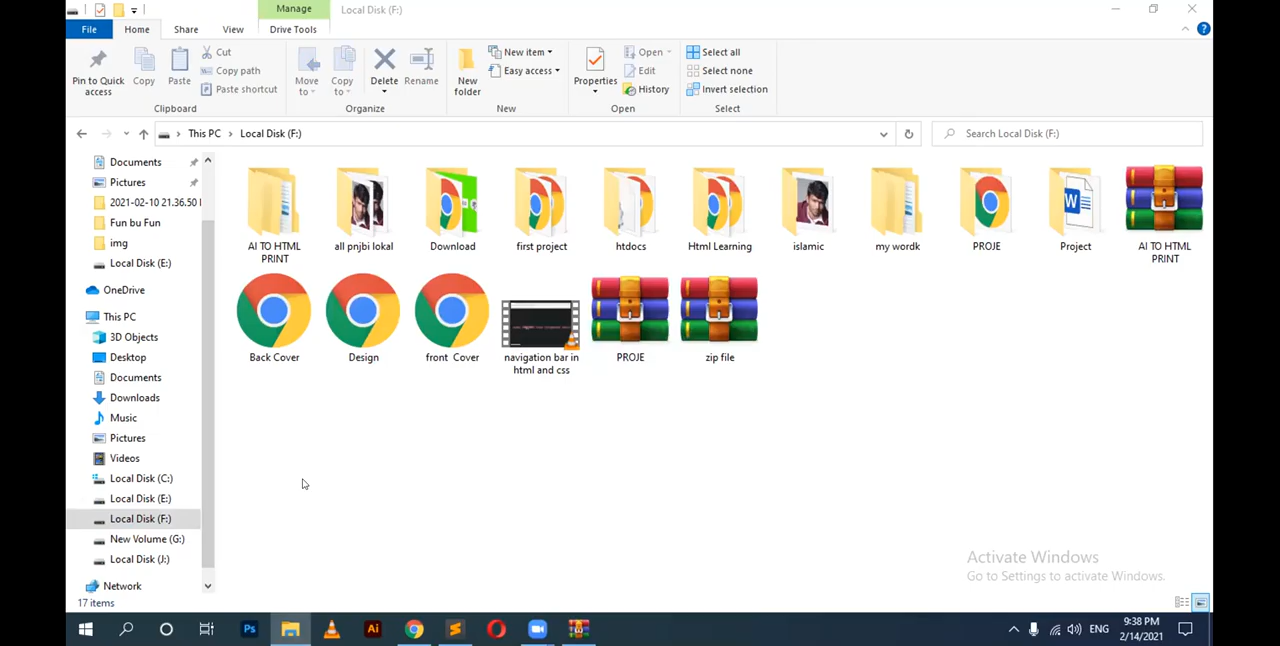 Manage
Local Disk (F:)
File
Home
Share
View
Drive Tools
Pin to Quick
access
Copy
Paste
Cut
Copy path
Paste shortcut
Clipboard
Move
to
Copy
to
Delete
Rename
Organize
New
folder
New item
Easy access
New
Properties
Open
Edit
History
Open
Select all
Select none
Invert selection
Select
This PC
Local Disk (F:)
Search Local Disk (F:)
Documents
Pictures
2021-02-10 21.36.50
Fun bu Fun
img
Local Disk (E:)
OneDrive
This PC
3D Objects
Desktop
Documents
Downloads
Music
Pictures
Videos
Local Disk (C:)
Local Disk (E:)
Local Disk (F:)
New Volume (G:)
Local Disk (J:)
Network
AI TO HTML
PRINT
all pnjbi lokal
Download
first project
htdocs
Html Learning
islamic
my wordk
PROJE
Project
AI TO HTML
PRINT
Back Cover
Design
front  Cover
navigation bar in
html and css
PROJE
zip file
Activate Windows
Go to Settings to activate Windows.
17 items
Ps
Ai
ENG
9:38 PM
2/14/2021